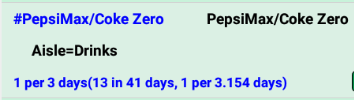 #PepsiMax/Coke Zero PepsiMax/Coke Zero
Aisle=Drinks
1 per 3 days(13 in 41 days, 1 per 3.154 days)